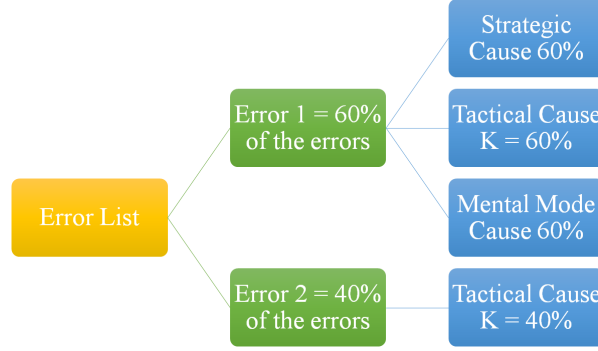 Error List
Error 1 = 60%
of the errors
Strategic
Cause 60%
Tactical Cause
K = 60%
Mental Mode
Cause 60%
Error 2 = 40%
of the errors
Tactical Cause
K = 40%